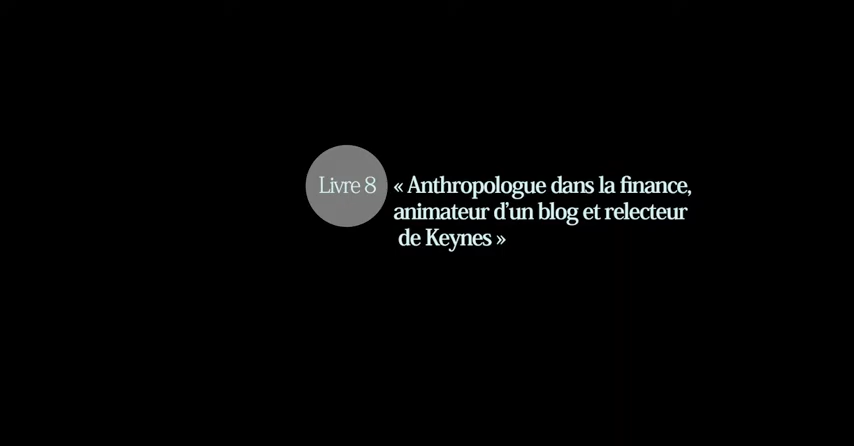 Livre 8
« Anthropologue dans la finance,
animateur d’un blog et relecteur
de Keynes »